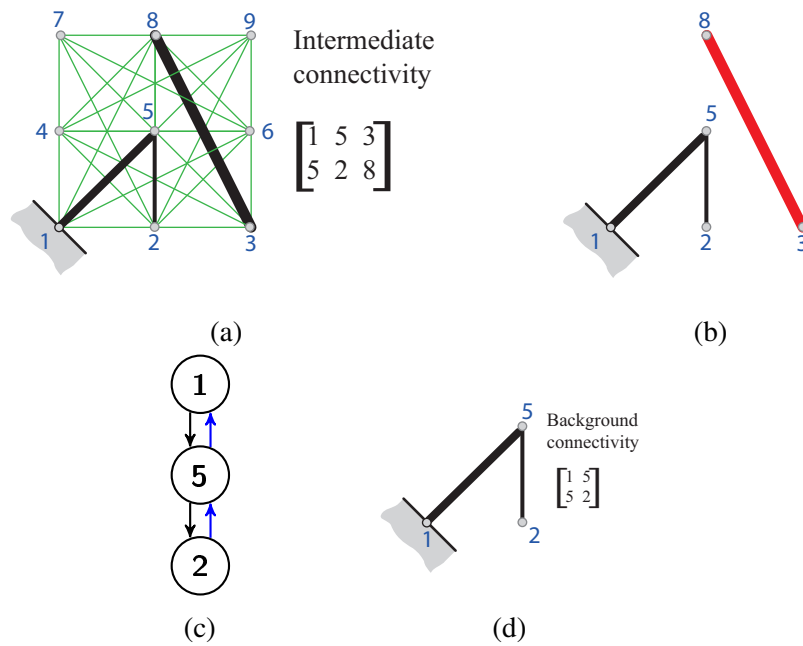 7 8 9
Intermediate
connectivity
4 5 6
[1 5 3
5 2 8]
1 2 3
(a)
8
5
1 2 3
(b)
1
5
2
(c)
5
Background
connectivity
[1 5
5 2]
1 2
(d)